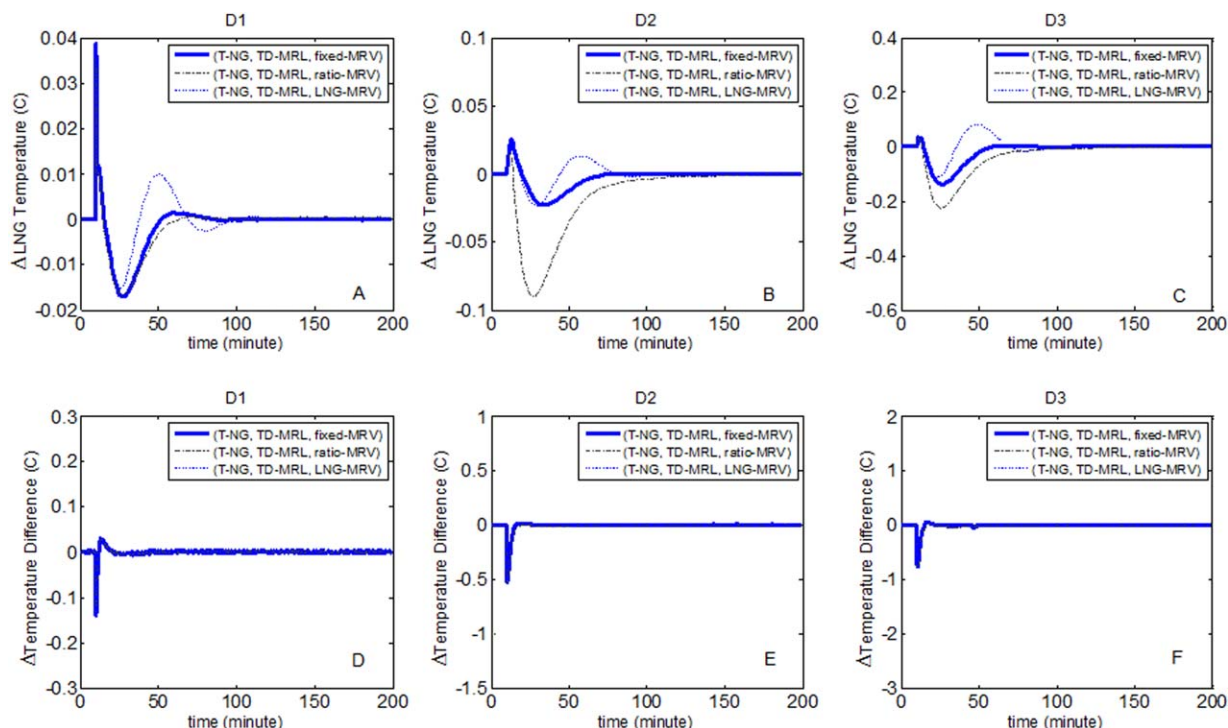 D1
0.04
0.03
0.02
0.01
0
-0.01
-0.02
Δ LNG Temperature (C)
(T-NG, TD-MRL, fixed-MRV)
(T-NG, TD-MRL, ratio-MRV)
(T-NG, TD-MRL, LNG-MRV)
A
0 50 100 150 200
time (minute)
D2
0.1
0.05
0
-0.05
-0.1
Δ LNG Temperature (C)
(T-NG, TD-MRL, fixed-MRV)
(T-NG, TD-MRL, ratio-MRV)
(T-NG, TD-MRL, LNG-MRV)
B
0 50 100 150 200
time (minute)
D3
0.4
0.2
0
-0.2
-0.4
-0.6
Δ LNG Temperature (C)
(T-NG, TD-MRL, fixed-MRV)
(T-NG, TD-MRL, ratio-MRV)
(T-NG, TD-MRL, LNG-MRV)
C
0 50 100 150 200
time (minute)
D1
0.3
0.2
0.1
0
-0.1
-0.2
-0.3
ΔTemperature Difference (C)
(T-NG, TD-MRL, fixed-MRV)
(T-NG, TD-MRL, ratio-MRV)
(T-NG, TD-MRL, LNG-MRV)
D
0 50 100 150 200
time (minute)
D2
1
0.5
0
-0.5
-1
-1.5
ΔTemperature Difference (C)
(T-NG, TD-MRL, fixed-MRV)
(T-NG, TD-MRL, ratio-MRV)
(T-NG, TD-MRL, LNG-MRV)
E
0 50 100 150 200
time (minute)
D3
2
1
0
-1
-2
-3
ΔTemperature Difference (C)
(T-NG, TD-MRL, fixed-MRV)
(T-NG, TD-MRL, ratio-MRV)
(T-NG, TD-MRL, LNG-MRV)
F
0 50 100 150 200
time (minute)